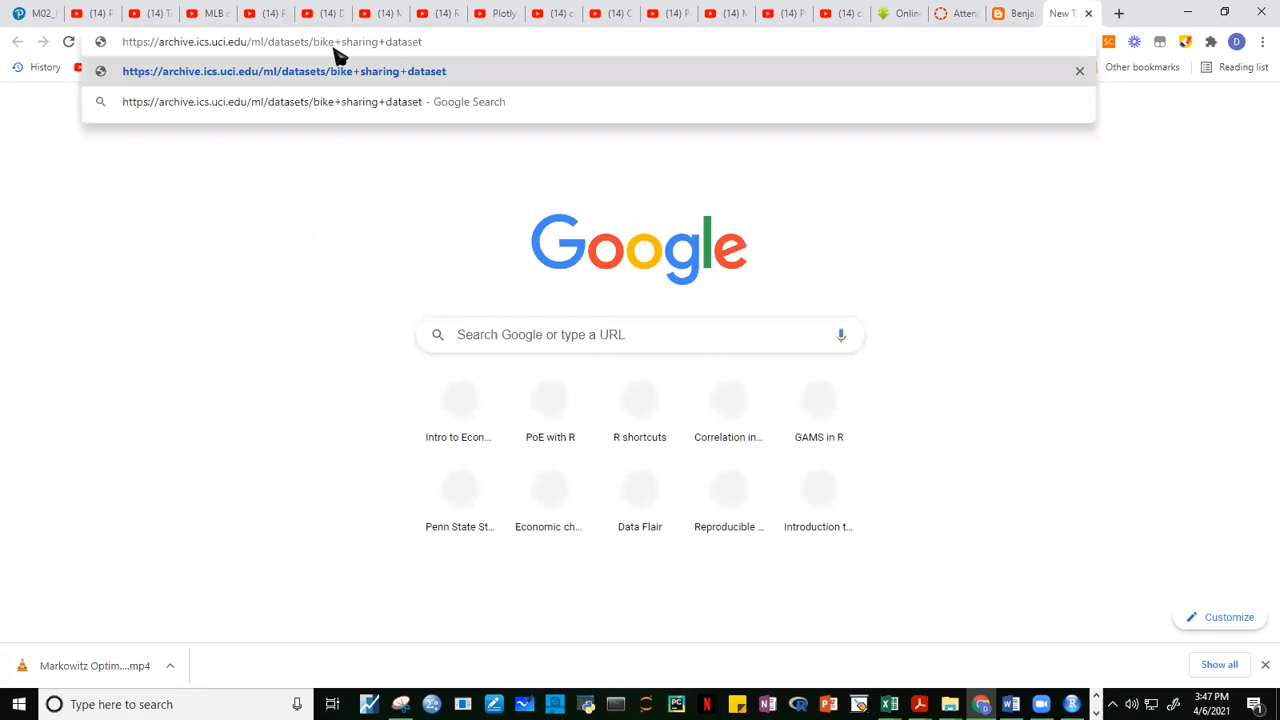 M02_
(14) F
(14) T
MLB c
(14) F
(14) D
(14) M
(14) F
Plotly
(14) c
(14) C
(14) P
(14) M
(14) P
(14) ca
Online
Atten
Benja
New T
https://archive.ics.uci.edu/ml/datasets/bike+sharing+dataset
D
History
https://archive.ics.uci.edu/ml/datasets/bike+sharing+dataset
Other bookmarks
Reading list
https://archive.ics.uci.edu/ml/datasets/bike+sharing+dataset - Google Search
Google
Search Google or type a URL
Intro to Econ...
PoE with R
R shortcuts
Correlation in...
GAMS in R
Penn State St...
Economic ch...
Data Flair
Reproducible ...
Introduction t...
Customize
Markowitz Optim....mp4
Show all
Type here to search
3:47 PM
4/6/2021